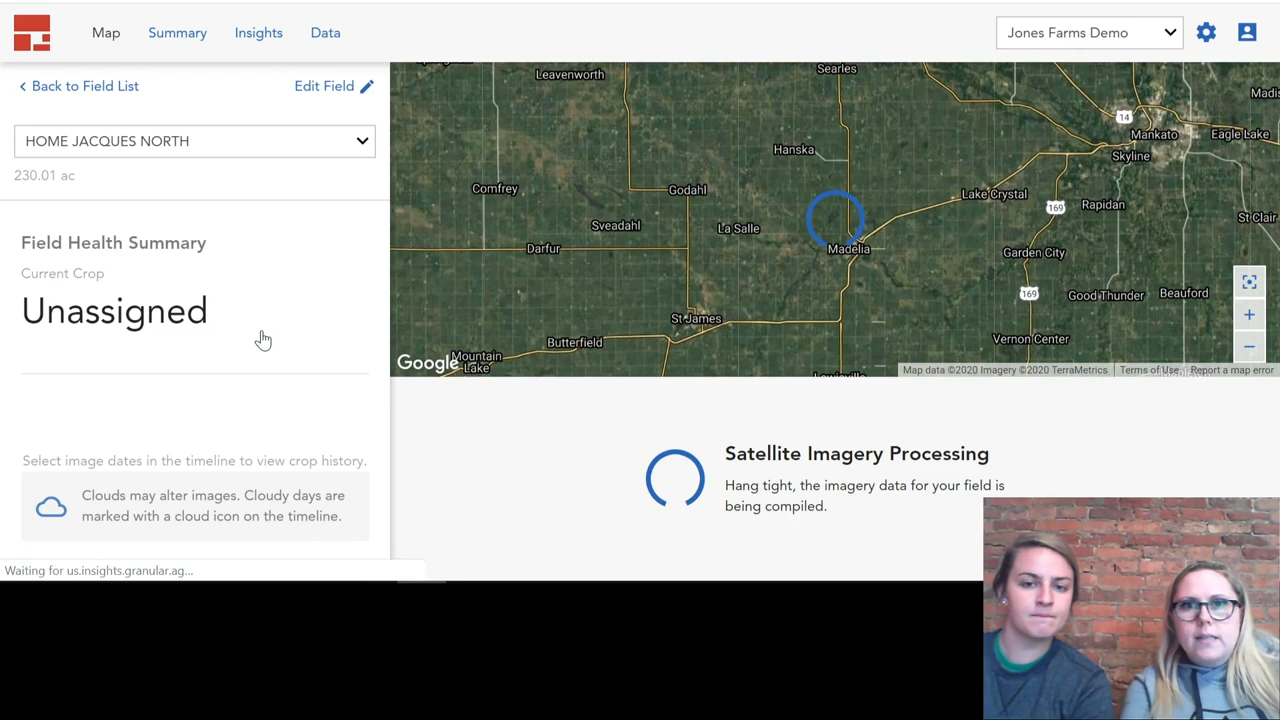 Map
Summary
Insights
Data
Jones Farms Demo
Back to Field List
Edit Field
HOME JACQUES NORTH
230.01 ac
Field Health Summary
Current Crop
Unassigned
Select image dates in the timeline to view crop history.
Clouds may alter images. Cloudy days are
marked with a cloud icon on the timeline.
Waiting for us.insights.granular.ag...
Leavenworth
Searles
Madis
14
Mankato
Eagle Lake
Hanska
Skyline
Comfrey
Godahl
Lake Crystal
169
Rapidan
St Clair
Sveadahl
La Salle
Darfur
Madelia
Garden City
169
Good Thunder
Beauford
St James
Butterfield
Vernon Center
Mountain
Lake
Google
Map data ©2020 Imagery ©2020 TerraMetrics
Terms of Use
Report a map error
Satellite Imagery Processing
Hang tight, the imagery data for your field is
being compiled.